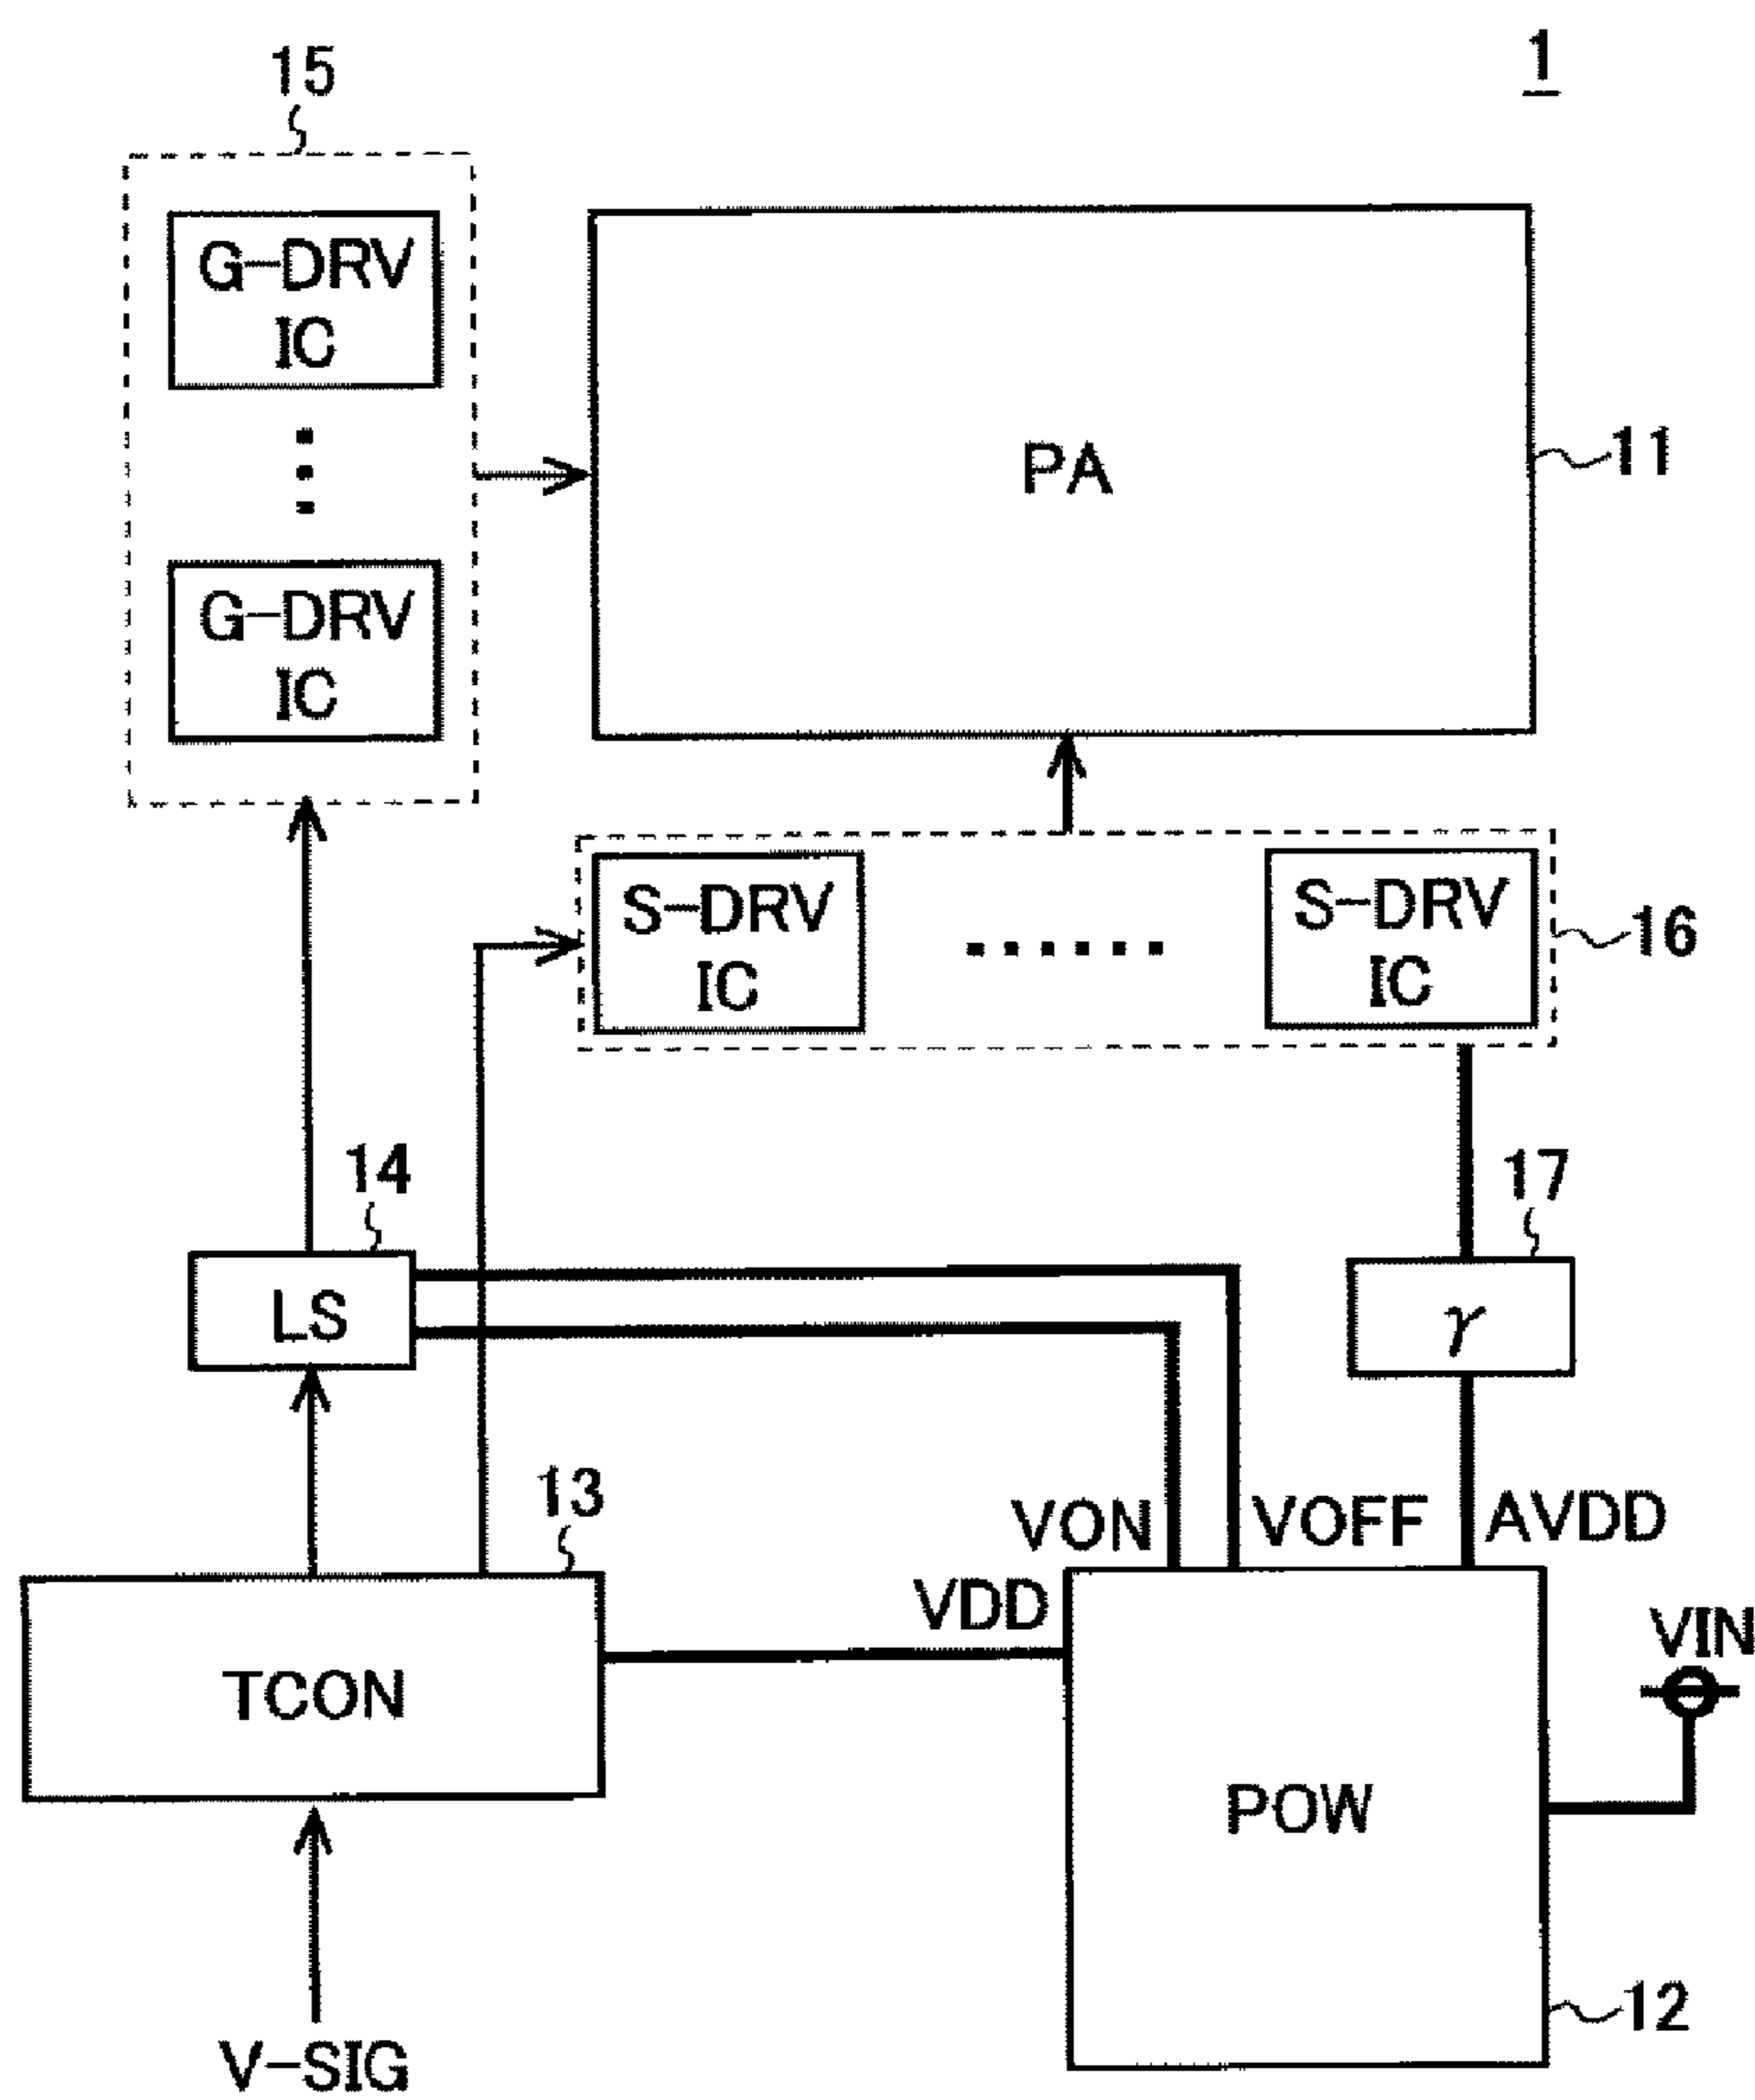 15
1
G-DRV
IC
G-DRV
IC
PA
11
S-DRV
IC
S-DRV
IC
16
14
17
LS
γ
13
VON
VOFF
AVDD
VDD
VIN
TCON
POW
12
V-SIG